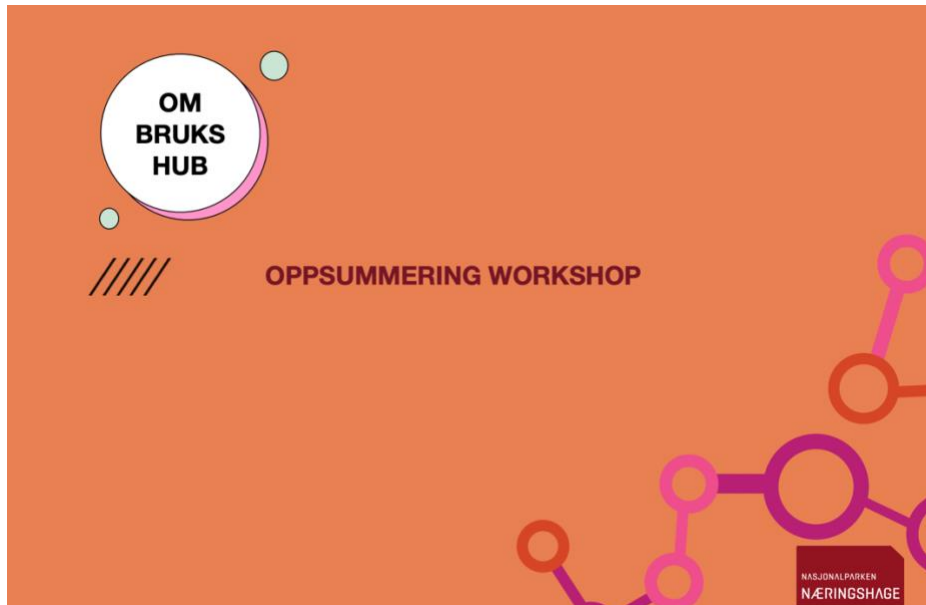 OM
BRUKS
HUB
OPPSUMMERING WORKSHOP
NASJONALPARKEN
NÆRINGSHAGE